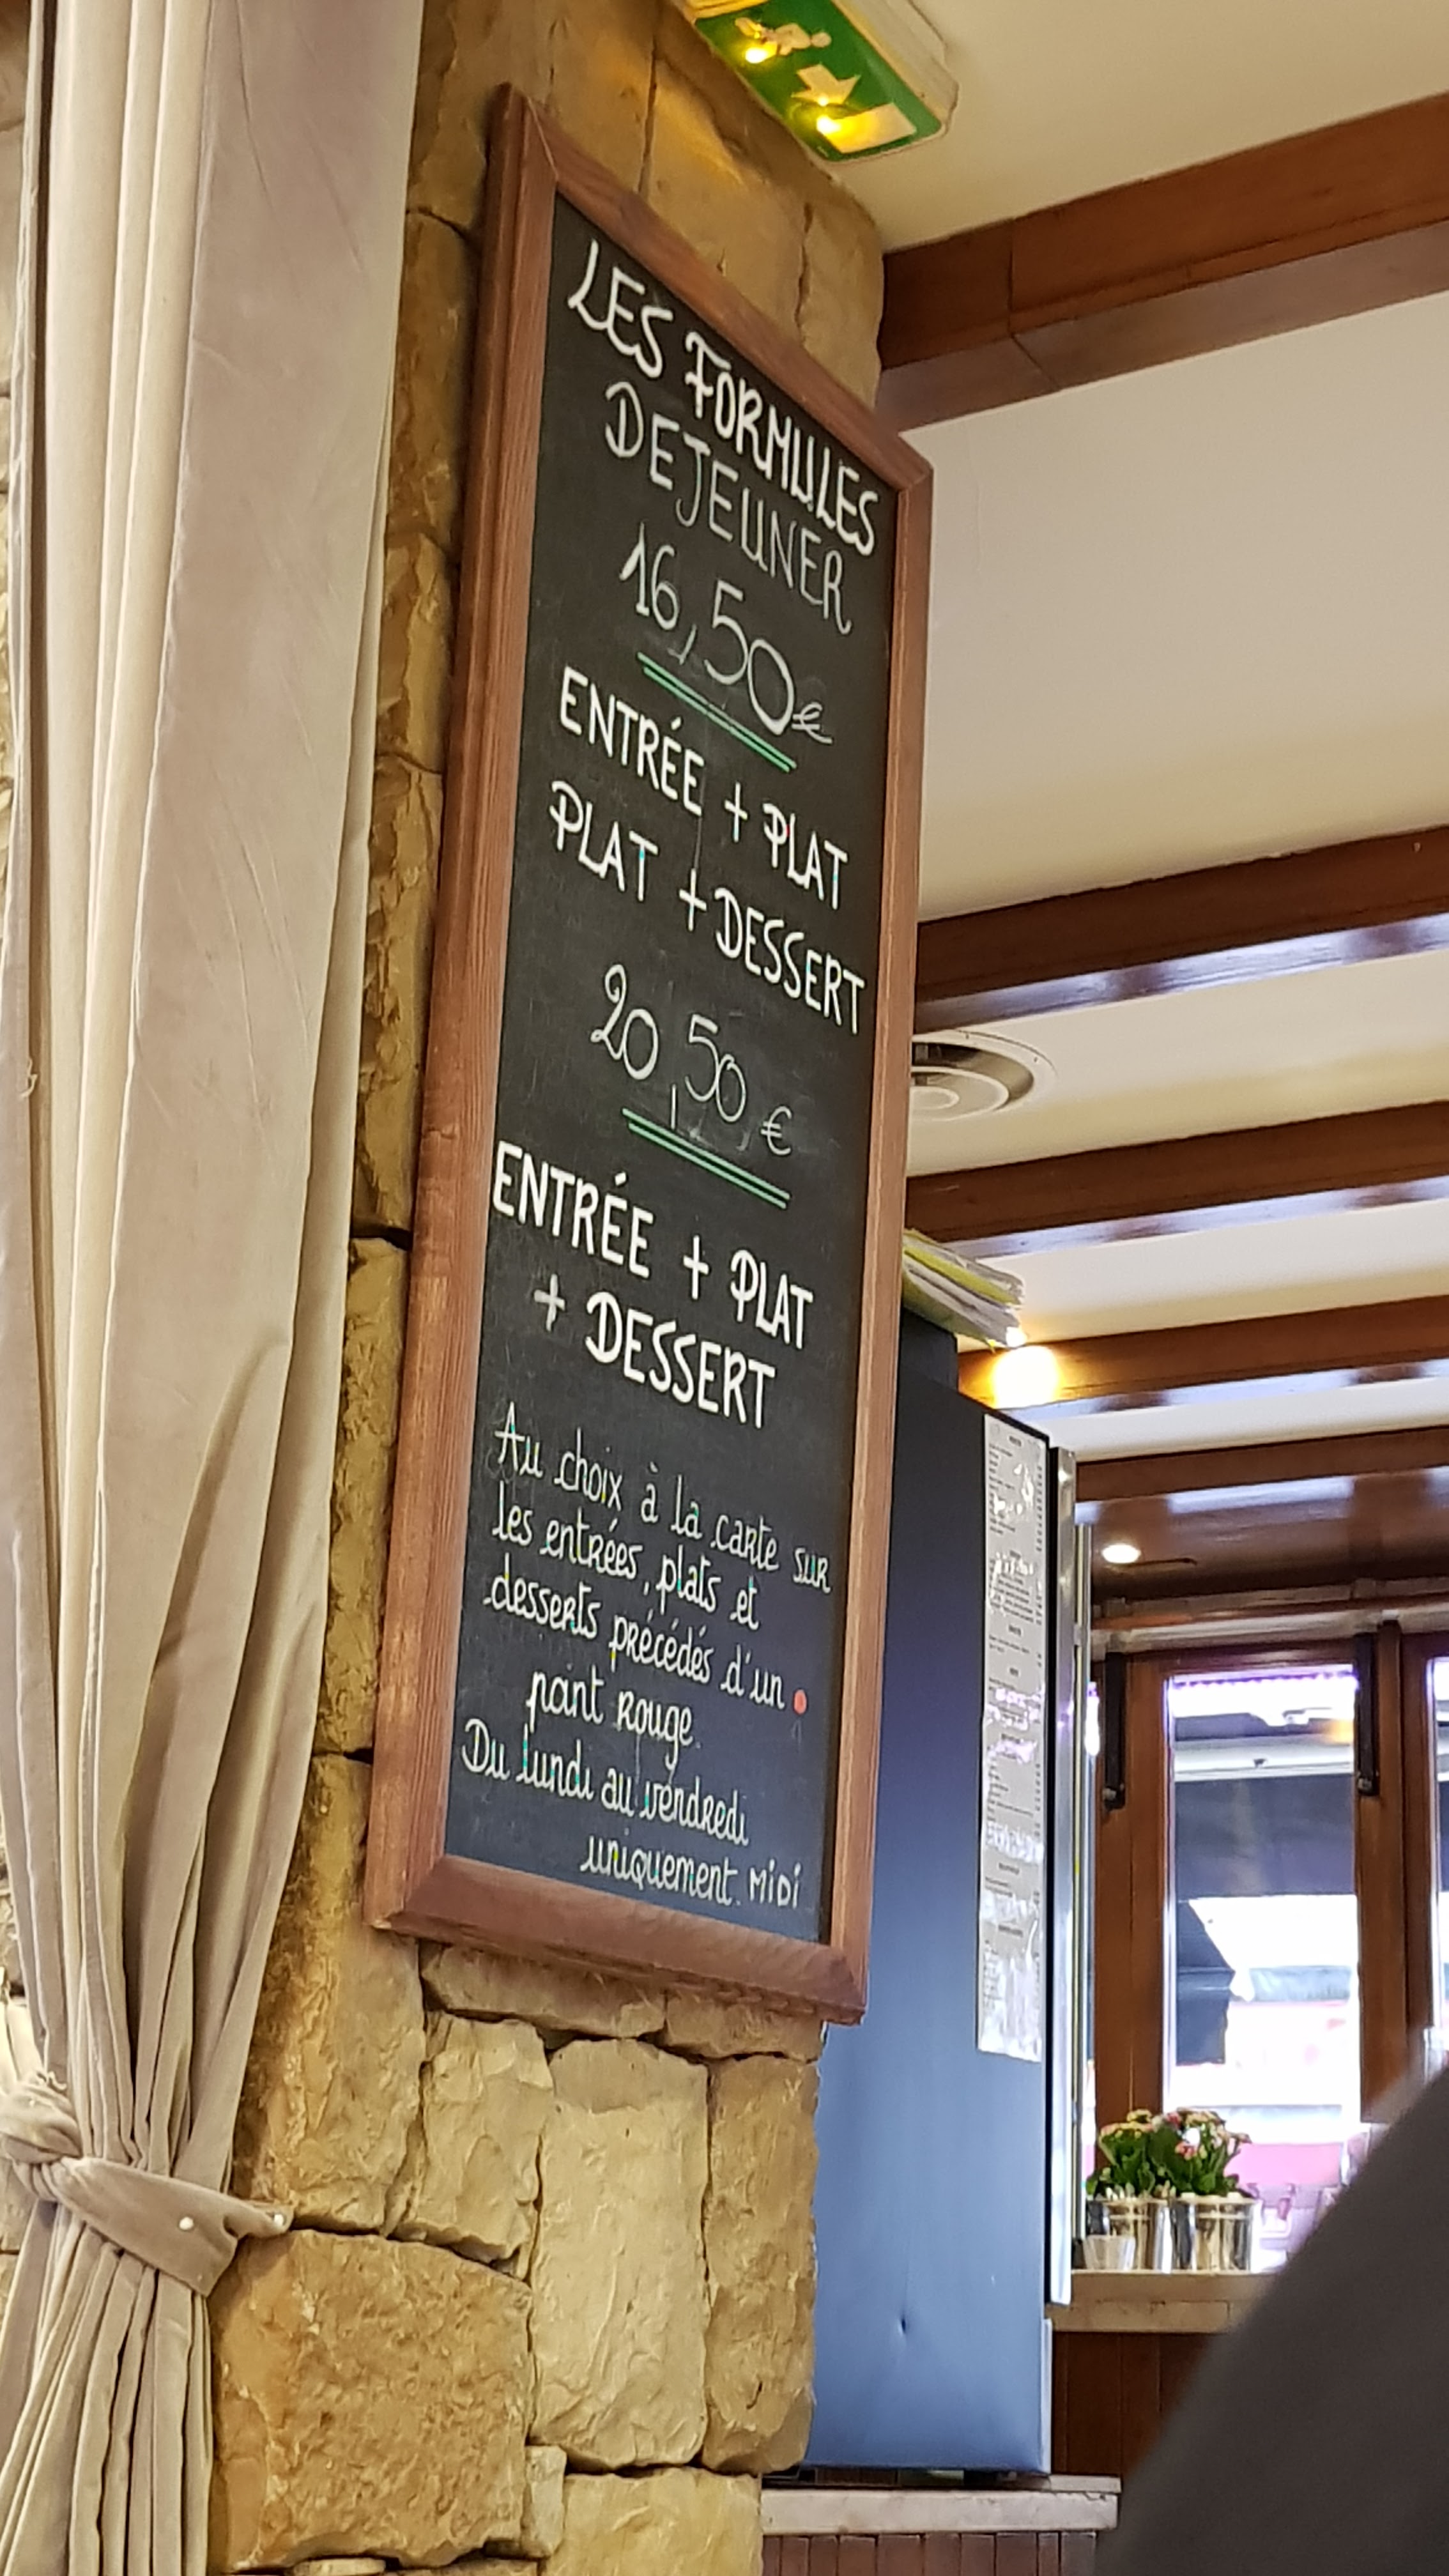 LES FORMULES
DEJEUNER
16,50€
ENTRÉE + PLAT
PLAT + DESSERT
20,50 €
ENTRÉE + PLAT
+ DESSERT
Au choix à la carte sur
les entrées, plats et
desserts précédés d'un
point rouge.
Du lundi au vendredi
uniquement. MiDi